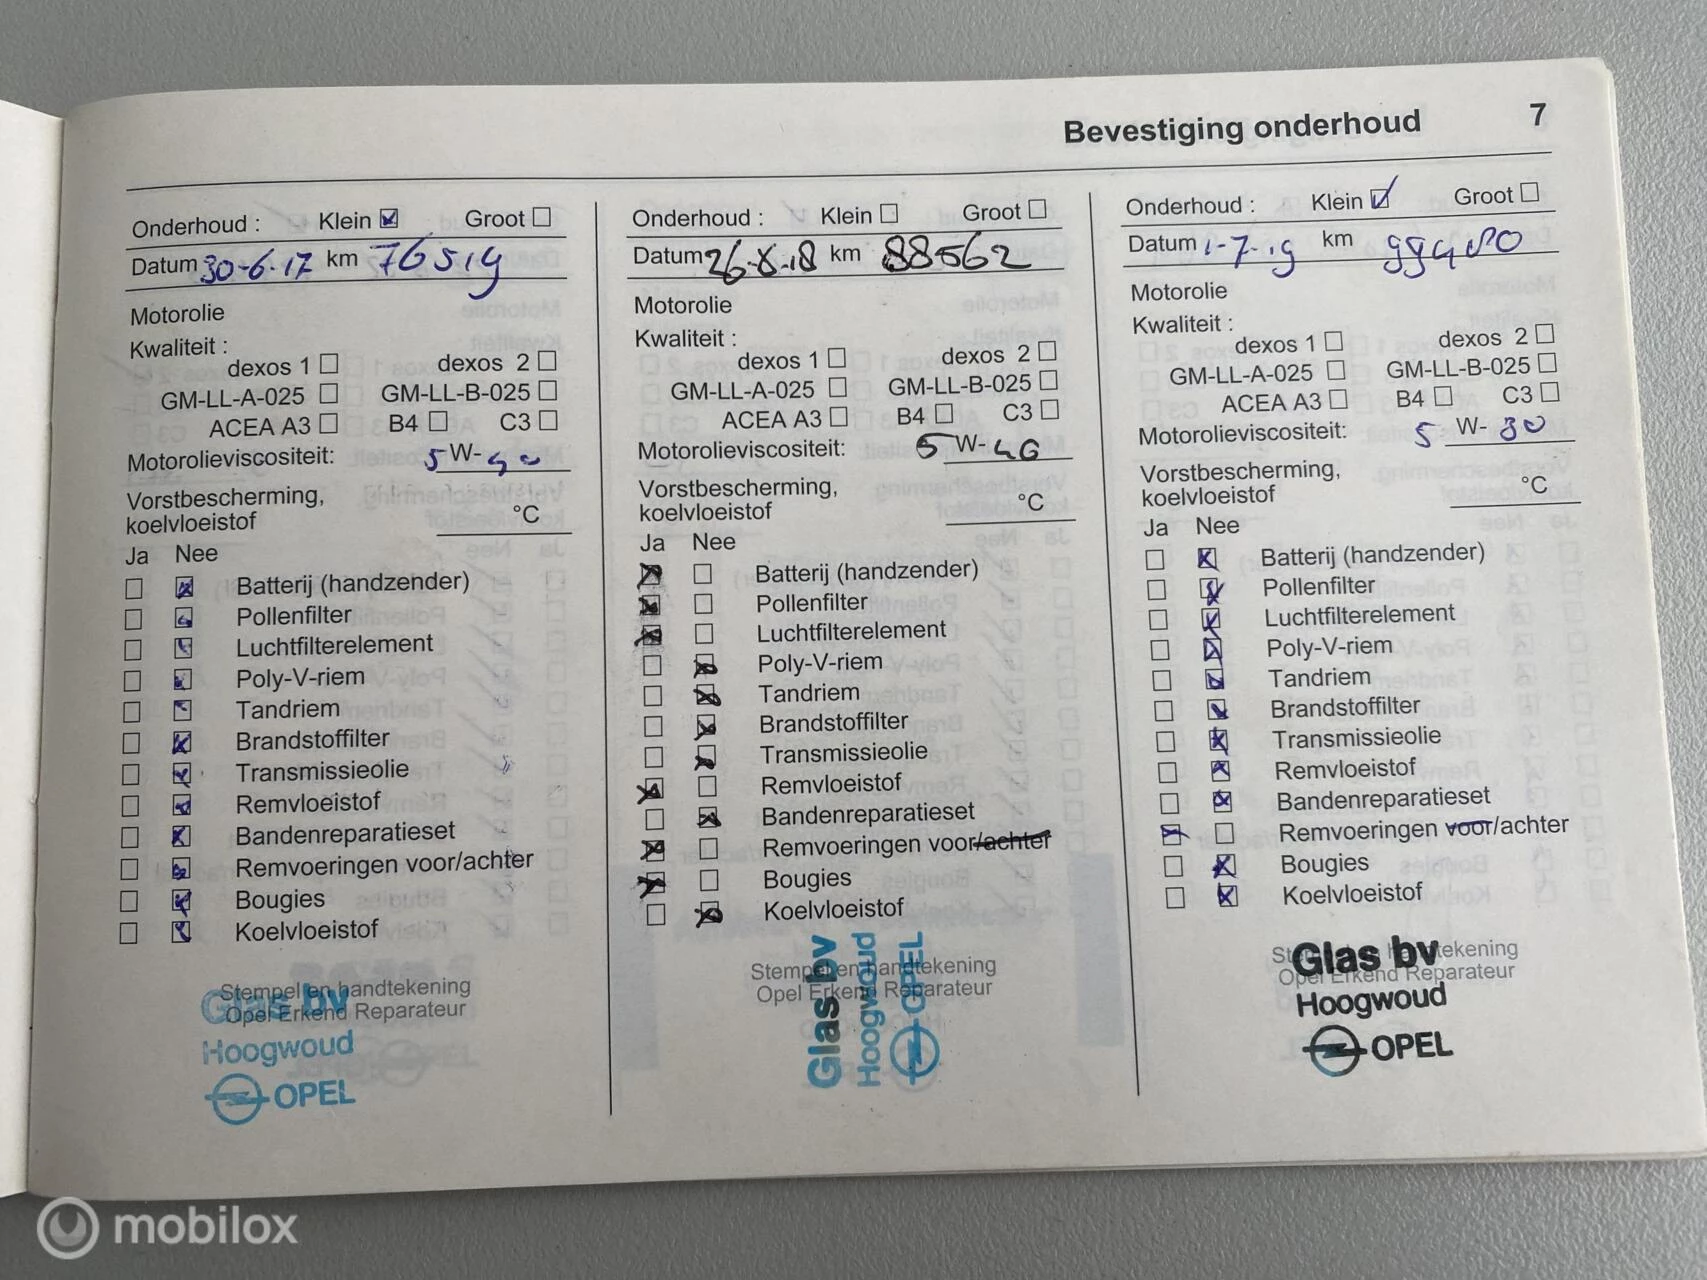 Bevestiging onderhoud 7
Onderhoud : Klein Groot
Datum 30-6-17 km 76519
Motorolie
Kwaliteit :
dexos 1 dexos 2
GM-LL-A-025 GM-LL-B-025
ACEA A3 B4 C3
Motorolieviscositeit: 5 W- 40
Vorstbescherming,
koelvloeistof °C
Ja Nee
Batterij (handzender)
Pollenfilter
Luchtfilterelement
Poly-V-riem
Tandriem
Brandstoffilter
Transmissieolie
Remvloeistof
Bandenreparatieset
Remvoeringen voor/achter
Bougies
Koelvloeistof
Stempel en handtekening
Opel Erkend Reparateur
Glas bv
Hoogwoud
OPEL
Onderhoud : Klein Groot
Datum 26-6-18 km 88562
Motorolie
Kwaliteit :
dexos 1 dexos 2
GM-LL-A-025 GM-LL-B-025
ACEA A3 B4 C3
Motorolieviscositeit: 5 W- 40
Vorstbescherming,
koelvloeistof °C
Ja Nee
Batterij (handzender)
Pollenfilter
Luchtfilterelement
Poly-V-riem
Tandriem
Brandstoffilter
Transmissieolie
Remvloeistof
Bandenreparatieset
Remvoeringen voor/achter
Bougies
Koelvloeistof
Stempel en handtekening
Opel Erkend Reparateur
Glas bv
Hoogwoud
OPEL
Onderhoud : Klein Groot
Datum 1-7-19 km
Motorolie
Kwaliteit :
dexos 1 dexos 2
GM-LL-A-025 GM-LL-B-025
ACEA A3 B4 C3
Motorolieviscositeit: 5 W- 30
Vorstbescherming,
koelvloeistof °C
Ja Nee
Batterij (handzender)
Pollenfilter
Luchtfilterelement
Poly-V-riem
Tandriem
Brandstoffilter
Transmissieolie
Remvloeistof
Bandenreparatieset
Remvoeringen voor/achter
Bougies
Koelvloeistof
Stempel en handtekening
Opel Erkend Reparateur
Glas bv
Hoogwoud
OPEL
mobilox